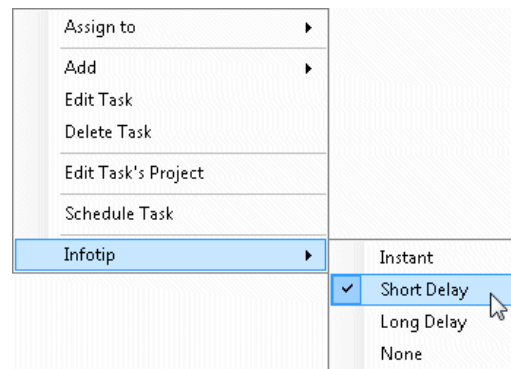 Assign to
Add
Edit Task
Delete Task
Edit Task's Project
Schedule Task
Infotip
Instant
Short Delay
Long Delay
None